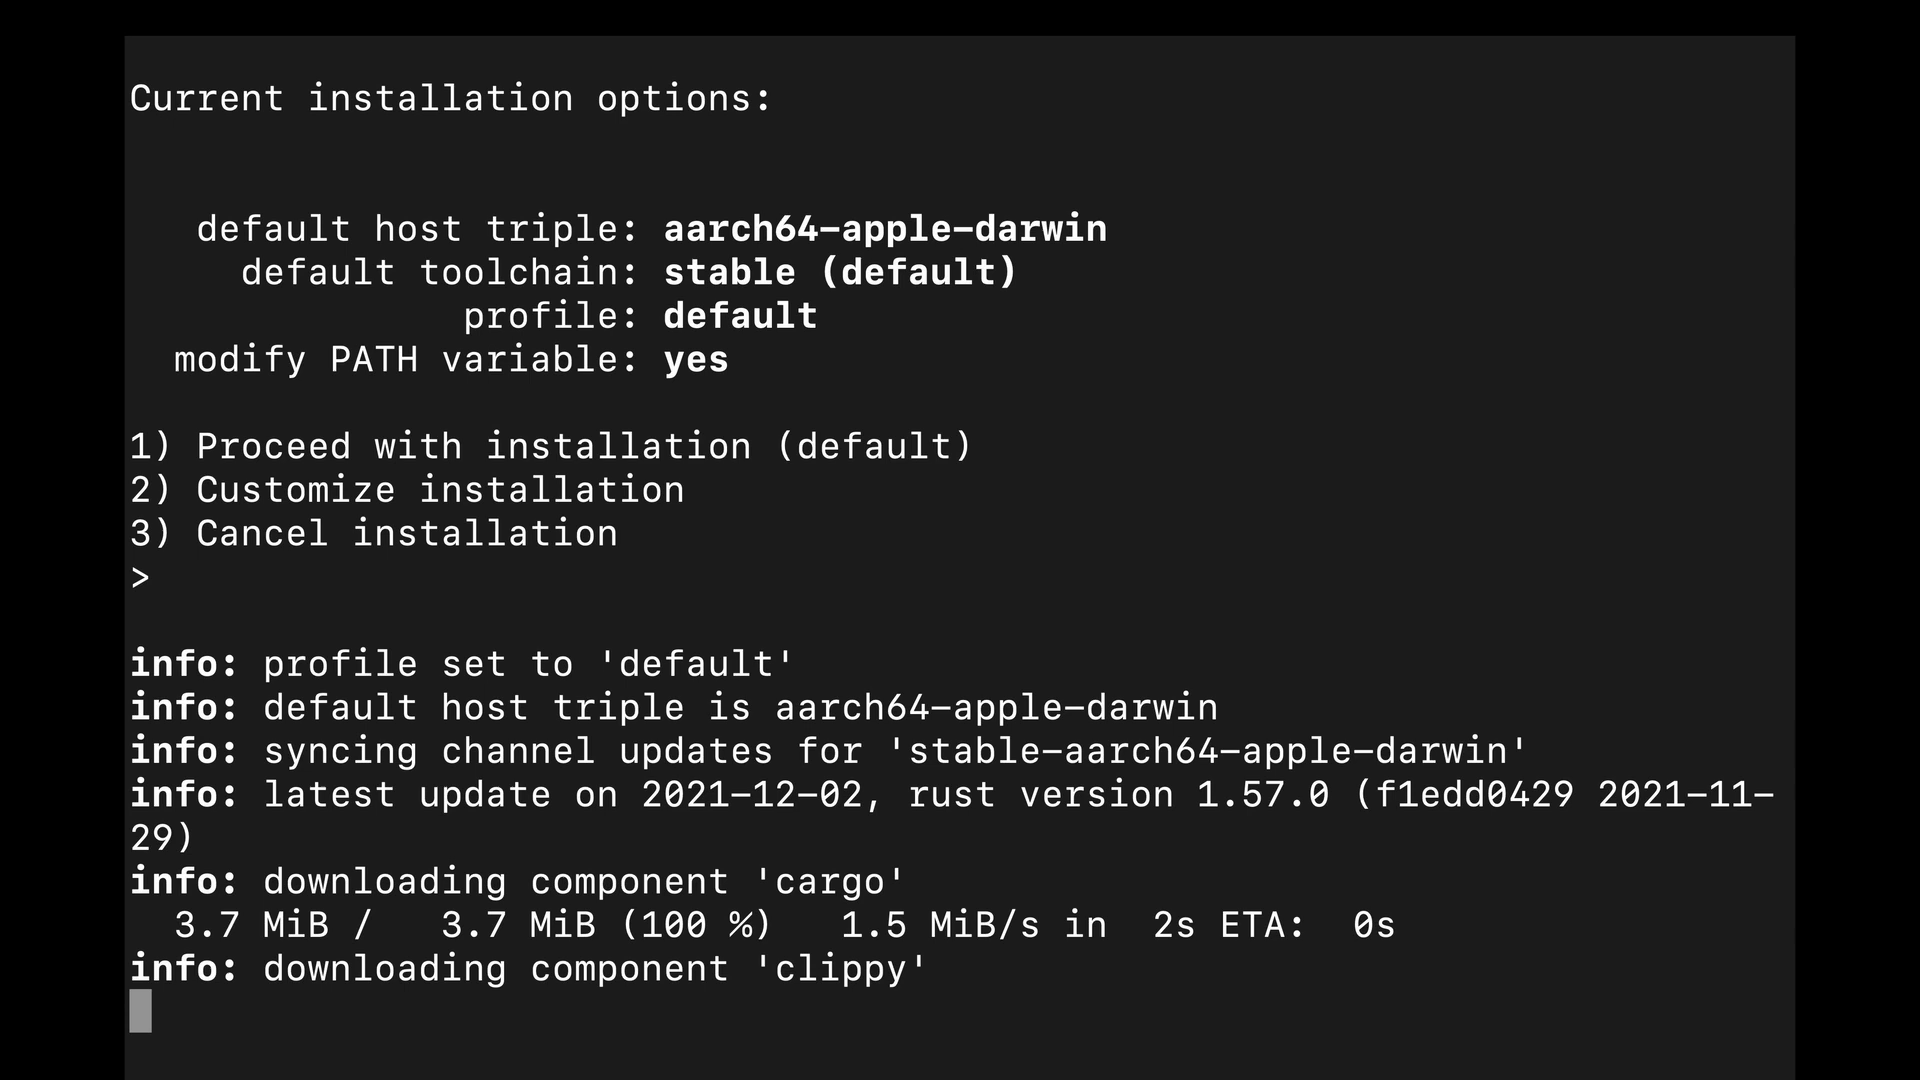 Current installation options:
default host triple: aarch64-apple-darwin
default toolchain: stable (default)
profile: default
modify PATH variable: yes
1) Proceed with installation (default)
2) Customize installation
3) Cancel installation
>
info: profile set to 'default'
info: default host triple is aarch64-apple-darwin
info: syncing channel updates for 'stable-aarch64-apple-darwin'
info: latest update on 2021-12-02, rust version 1.57.0 (f1edd0429 2021-11-
29)
info: downloading component 'cargo'
3.7 MiB /   3.7 MiB (100 %)   1.5 MiB/s in  2s ETA:  0s
info: downloading component 'clippy'